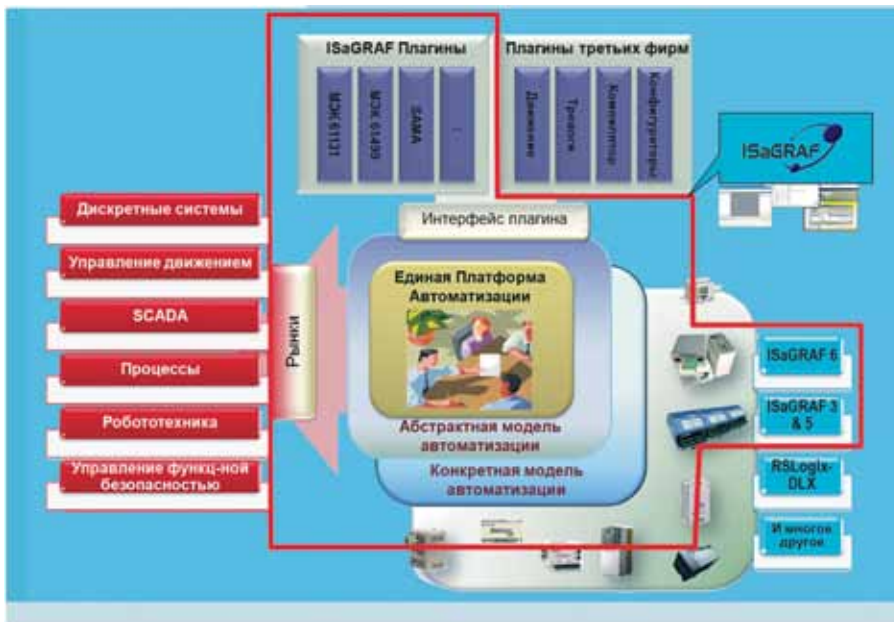 ISaGRAF Плагины
МЭК 61131
МЭК 61499
SAMA
Плагины третьих фирм
Движение
Тревоги
Компилятор
Конфигураторы
ISaGRAF
Интерфейс плагина
Дискретные системы
Управление движением
SCADA
Процессы
Робототехника
Управление функц-ной
безопасностью
Рынки
Единая Платформа
Автоматизации
Абстрактная модель
автоматизации
Конкретная модель
автоматизации
ISaGRAF 6
ISaGRAF 3
& 5
RSLogix-
DLX
И многое
другое